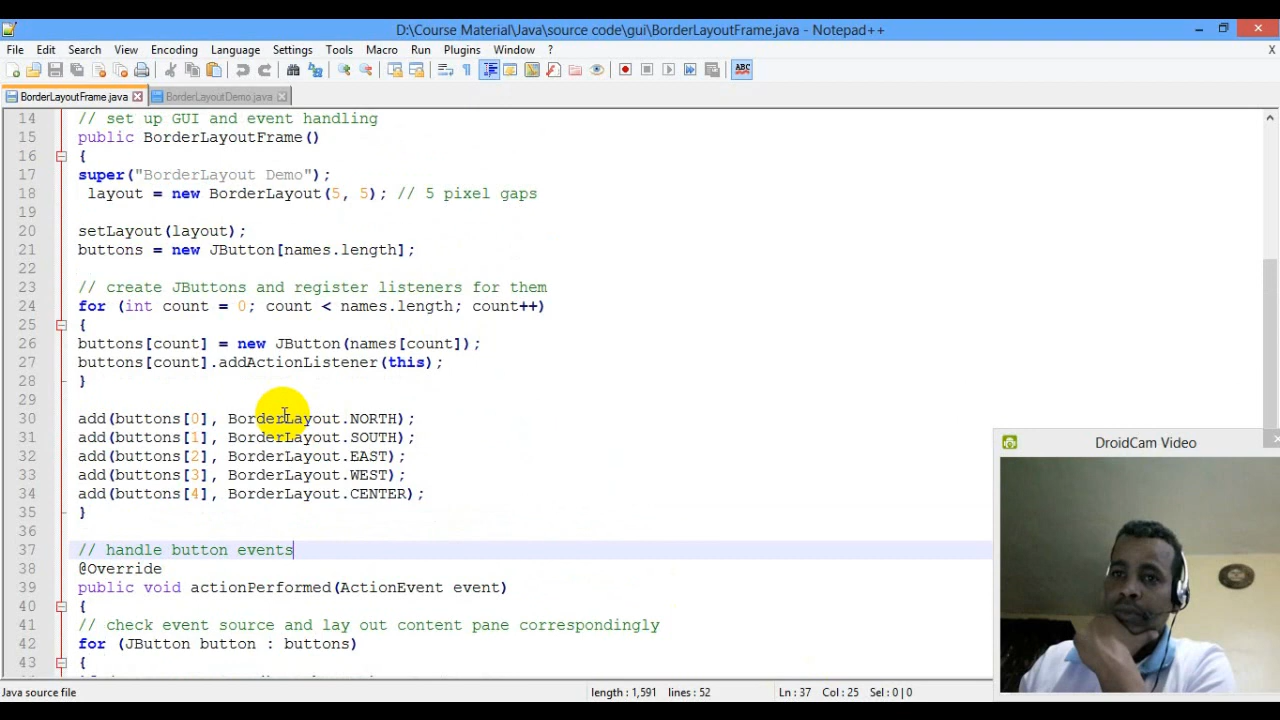 D:\Course Material\Java\source code\gui\BorderLayoutFrame.java - Notepad++
File Edit Search View Encoding Language Settings Tools Macro Run Plugins Window ? X
BorderLayoutFrame.java BorderLayoutDemo.java
14 // set up GUI and event handling
15 public BorderLayoutFrame()
16 {
17 super("BorderLayout Demo");
18 layout = new BorderLayout(5, 5); // 5 pixel gaps
19
20 setLayout(layout);
21 buttons = new JButton[names.length];
22
23 // create JButtons and register listeners for them
24 for (int count = 0; count < names.length; count++)
25 {
26 buttons[count] = new JButton(names[count]);
27 buttons[count].addActionListener(this);
28 }
29
30 add(buttons[0], BorderLayout.NORTH);
31 add(buttons[1], BorderLayout.SOUTH);
32 add(buttons[2], BorderLayout.EAST);
33 add(buttons[3], BorderLayout.WEST);
34 add(buttons[4], BorderLayout.CENTER);
35 }
36
37 // handle button events
38 @Override
39 public void actionPerformed(ActionEvent event)
40 {
41 // check event source and lay out content pane correspondingly
42 for (JButton button : buttons)
43 {
DroidCam Video
Java source file length : 1,591 lines : 52 Ln : 37 Col : 25 Sel : 0 | 0